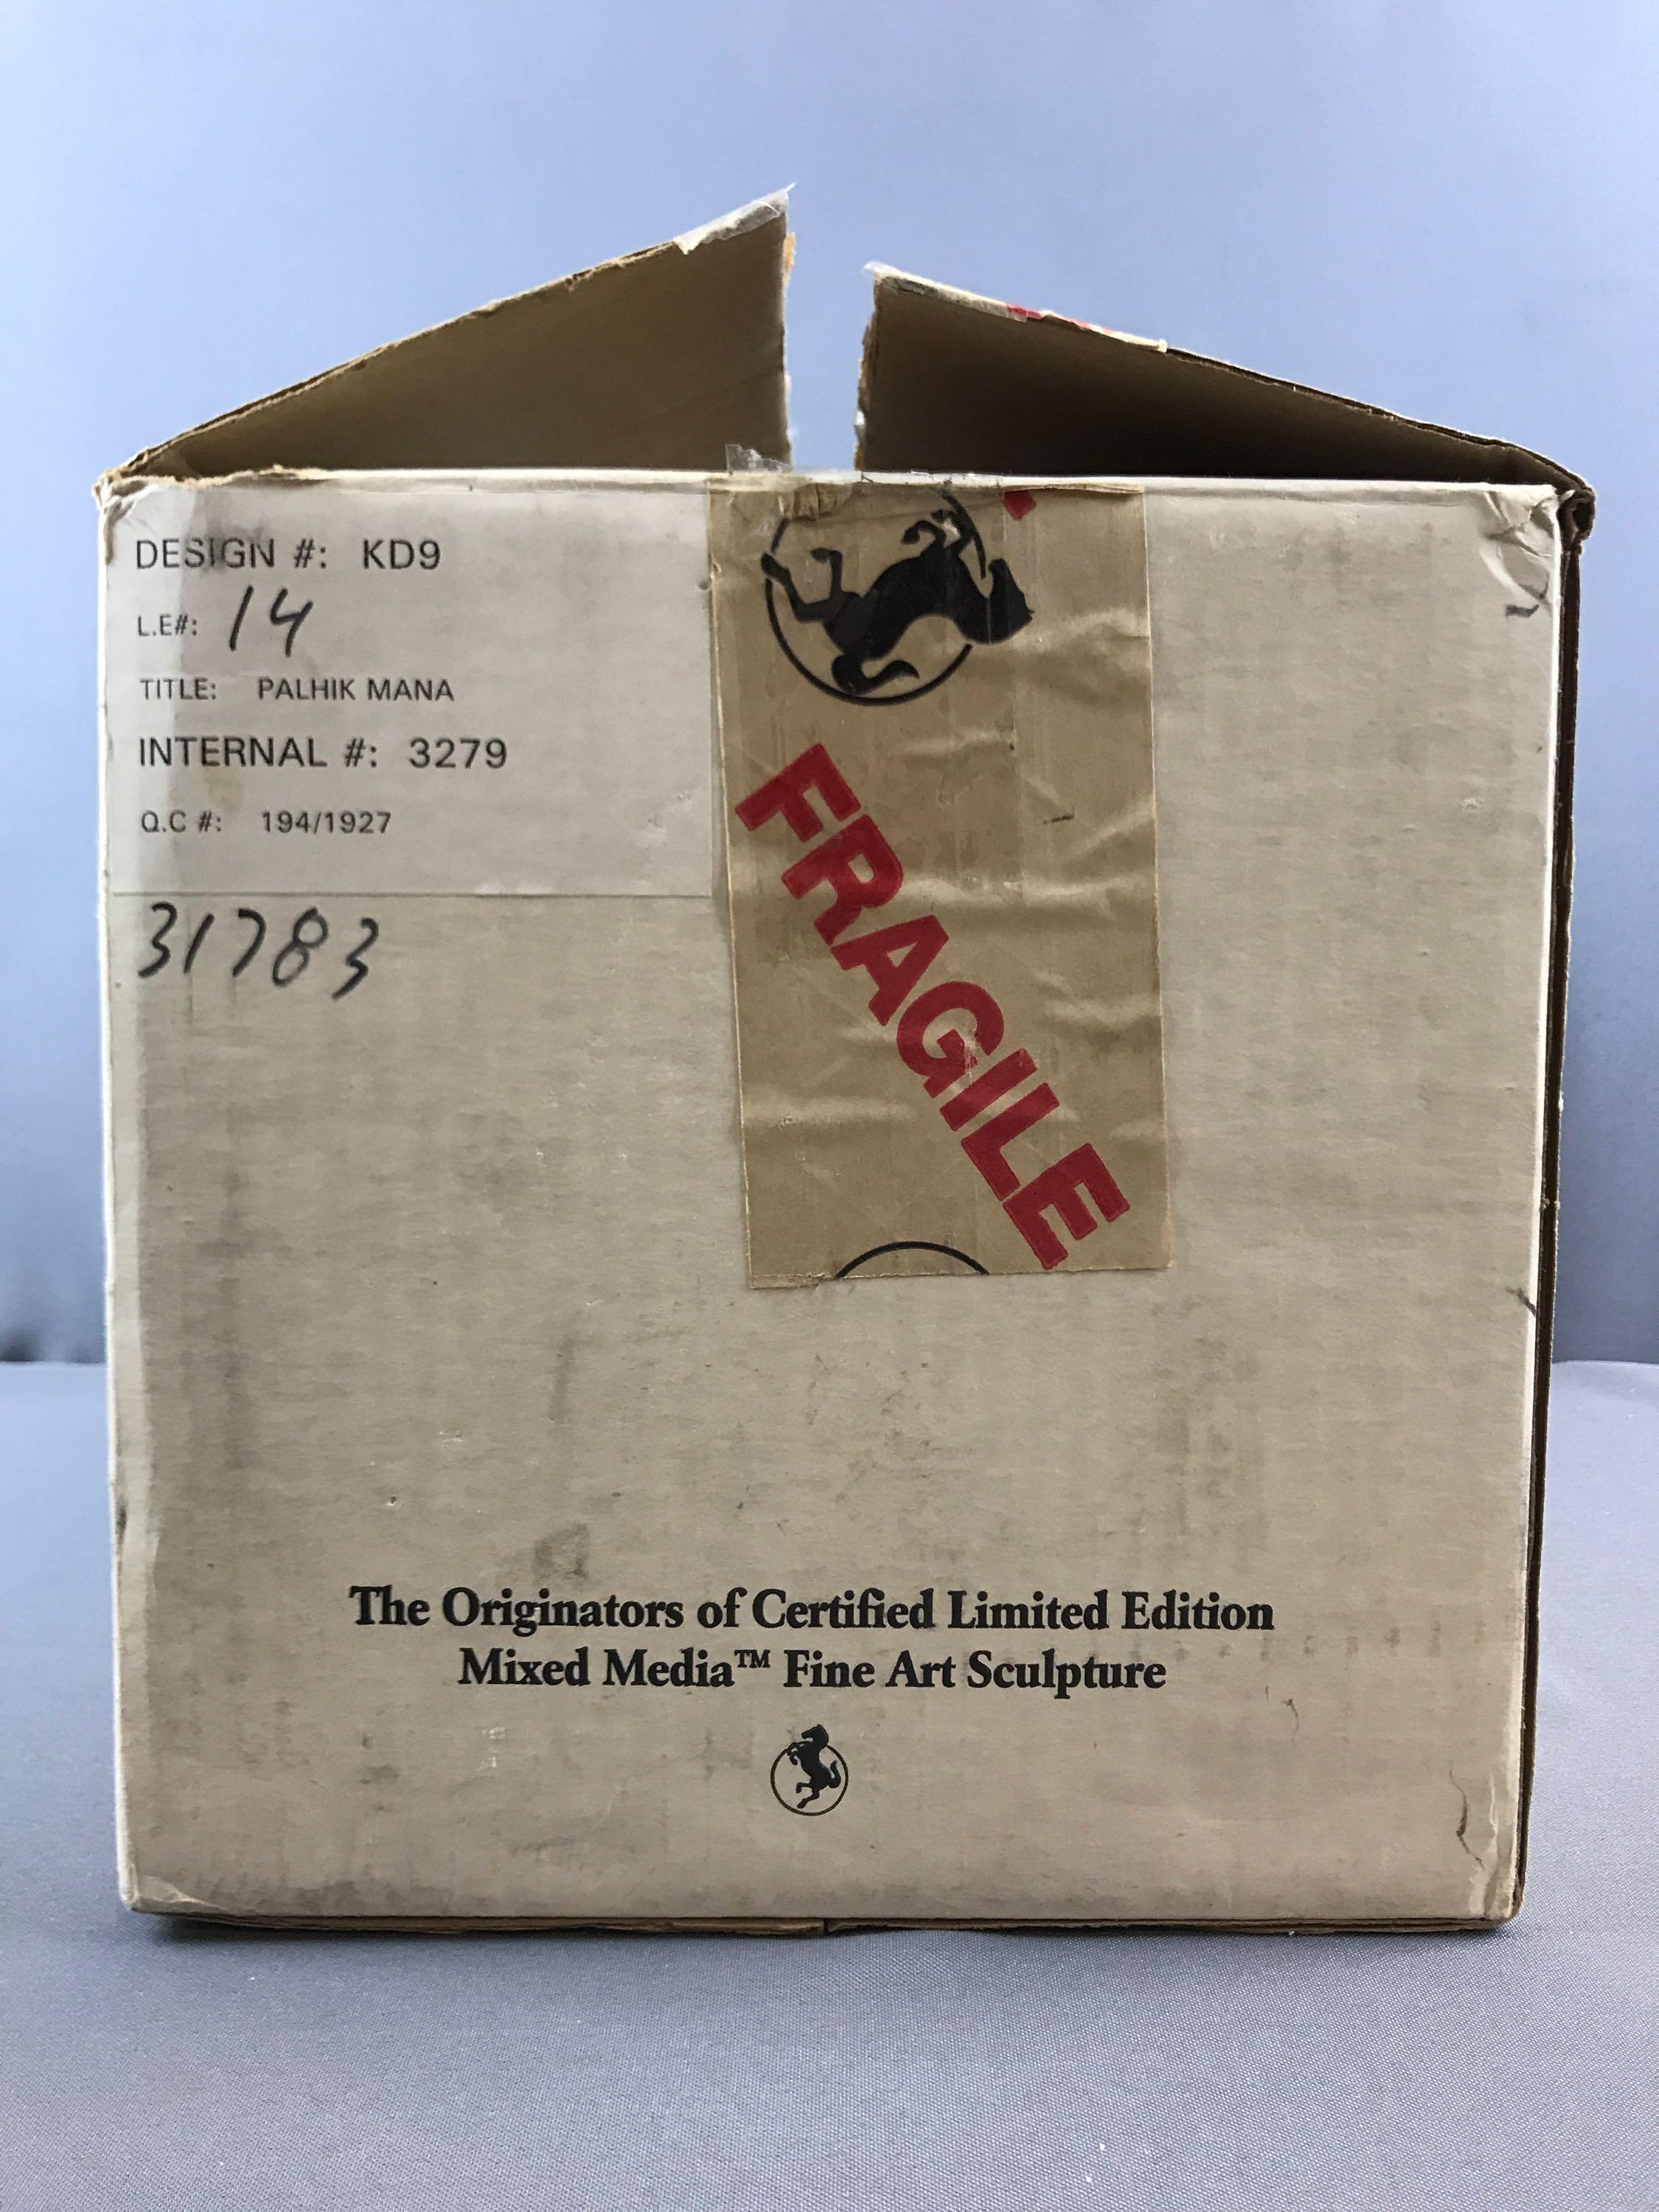 DESIGN #: KD9
L.E#: 14
TITLE: PALHIK MANA
INTERNAL #: 3279
Q.C #: 194/1927
31783
FRAGILE
The Originators of Certified Limited Edition
Mixed Media™ Fine Art Sculpture